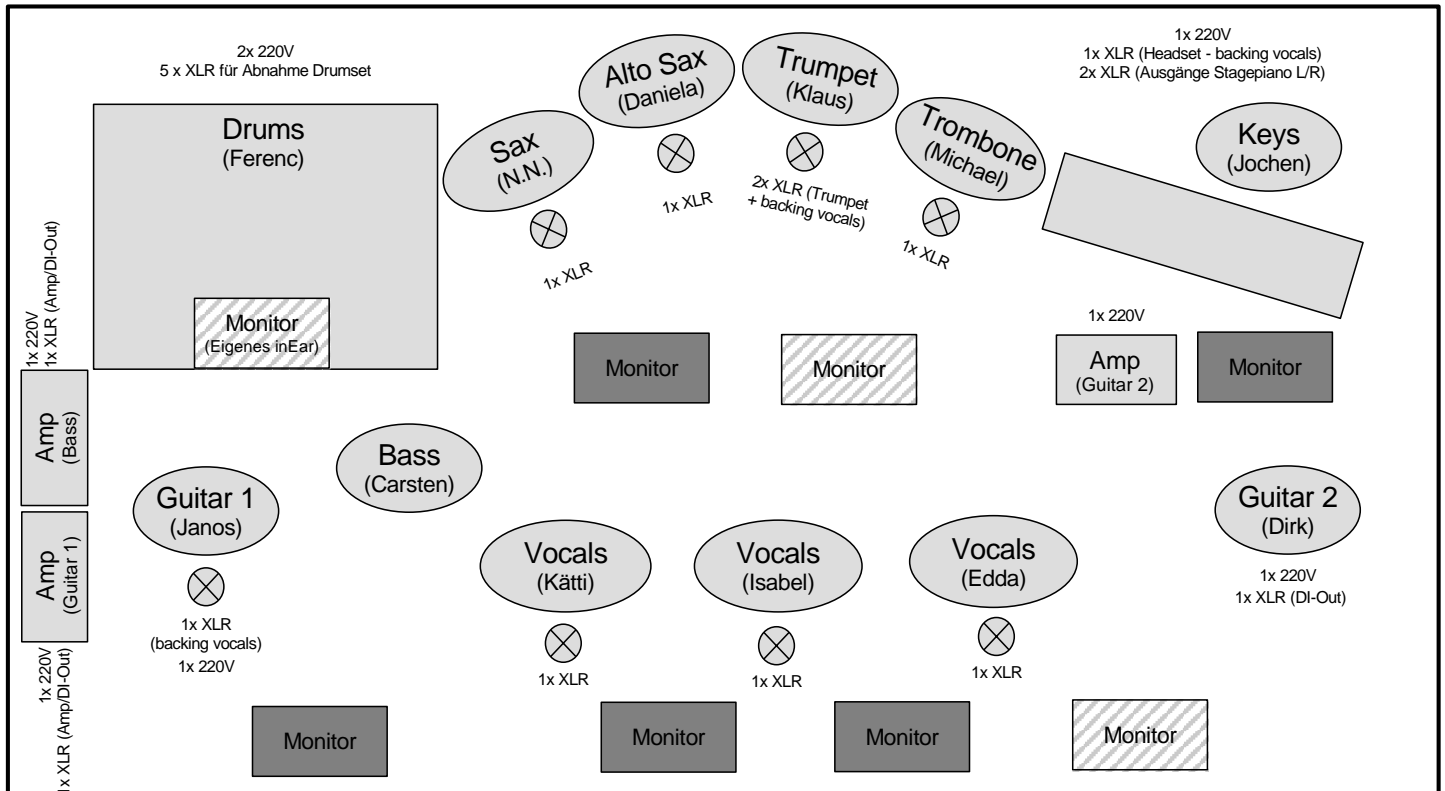 2x 220V
5 x XLR für Abnahme Drumset
Drums
(Ferenc)
Monitor
(Eigenes inEar)
Sax
(N.N.)
1x XLR
Alto Sax
(Daniela)
1x XLR
Trumpet
(Klaus)
2x XLR (Trumpet
+ backing vocals)
Trombone
(Michael)
1x XLR
1x 220V
1x XLR (Headset - backing vocals)
2x XLR (Ausgänge Stagepiano L/R)
Keys
(Jochen)
Monitor
Monitor
1x 220V
Amp
(Guitar 2)
Monitor
1x 220V
1x XLR (Amp/DI-Out)
Amp
(Bass)
Amp
(Guitar 1)
1x 220V
1x XLR (Amp/DI-Out)
Guitar 1
(Janos)
1x XLR
(backing vocals)
1x 220V
Bass
(Carsten)
Vocals
(Kätti)
1x XLR
Vocals
(Isabel)
1x XLR
Vocals
(Edda)
1x XLR
Guitar 2
(Dirk)
1x 220V
1x XLR (DI-Out)
Monitor
Monitor
Monitor
Monitor